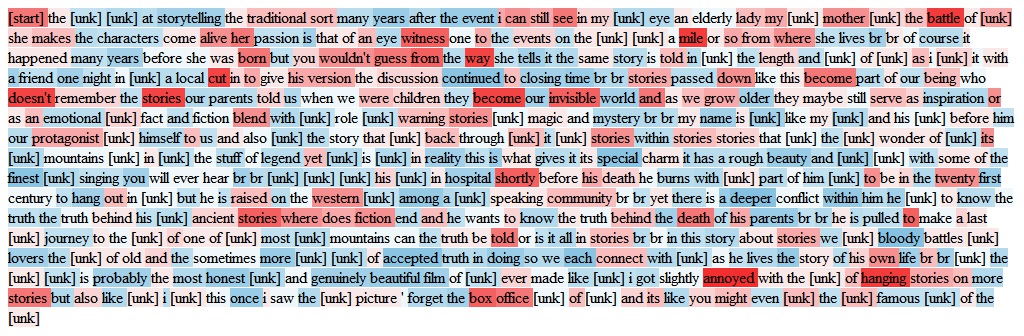 [start] the [unk] [unk] at storytelling the traditional sort many years after the event i can still see in my [unk] eye an elderly lady my [unk] mother [unk] the battle of [unk]
she makes the characters come alive her passion is that of an eye witness one to the events on the [unk] [unk] a mile or so from where she lives br br of course it
happened many years before she was born but you wouldn't guess from the way she tells it the same story is told in [unk] the length and [unk] of [unk] as i [unk] it with
a friend one night in [unk] a local cut in to give his version the discussion continued to closing time br br stories passed down like this become part of our being who
doesn't remember the stories our parents told us when we were children they become our invisible world and as we grow older they maybe still serve as inspiration or
as an emotional [unk] fact and fiction blend with [unk] role [unk] warning stories [unk] magic and mystery br br my name is [unk] like my [unk] and his [unk] before him
our protagonist [unk] himself to us and also [unk] the story that [unk] back through [unk] it [unk] stories within stories stories that [unk] the [unk] wonder of [unk] its
[unk] mountains [unk] in [unk] the stuff of legend yet [unk] is [unk] in reality this is what gives it its special charm it has a rough beauty and [unk] [unk] with some of the
finest [unk] singing you will ever hear br br [unk] [unk] [unk] his [unk] in hospital shortly before his death he burns with [unk] part of him [unk] to be in the twenty first
century to hang out in [unk] but he is raised on the western [unk] among a [unk] speaking community br br yet there is a deeper conflict within him he [unk] to know the
truth the truth behind his [unk] ancient stories where does fiction end and he wants to know the truth behind the death of his parents br br he is pulled to make a last
[unk] journey to the [unk] of one of [unk] most [unk] mountains can the truth be told or is it all in stories br br in this story about stories we [unk] bloody battles [unk]
lovers the [unk] of old and the sometimes more [unk] [unk] of accepted truth in doing so we each connect with [unk] as he lives the story of his own life br br [unk] the
[unk] [unk] is probably the most honest [unk] and genuinely beautiful film of [unk] ever made like [unk] i got slightly annoyed with the [unk] of hanging stories on more
stories but also like [unk] i [unk] this once i saw the [unk] picture ' forget the box office [unk] of [unk] and its like you might even [unk] the [unk] famous [unk] of the
[unk]